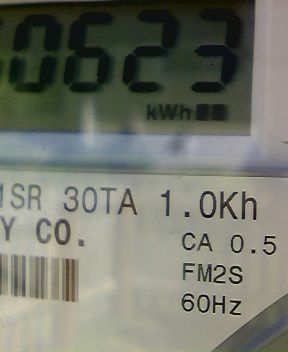 0623
kWh
1SR 30TA 1.0Kh
Y CO.
CA 0.5
FM2S
60Hz